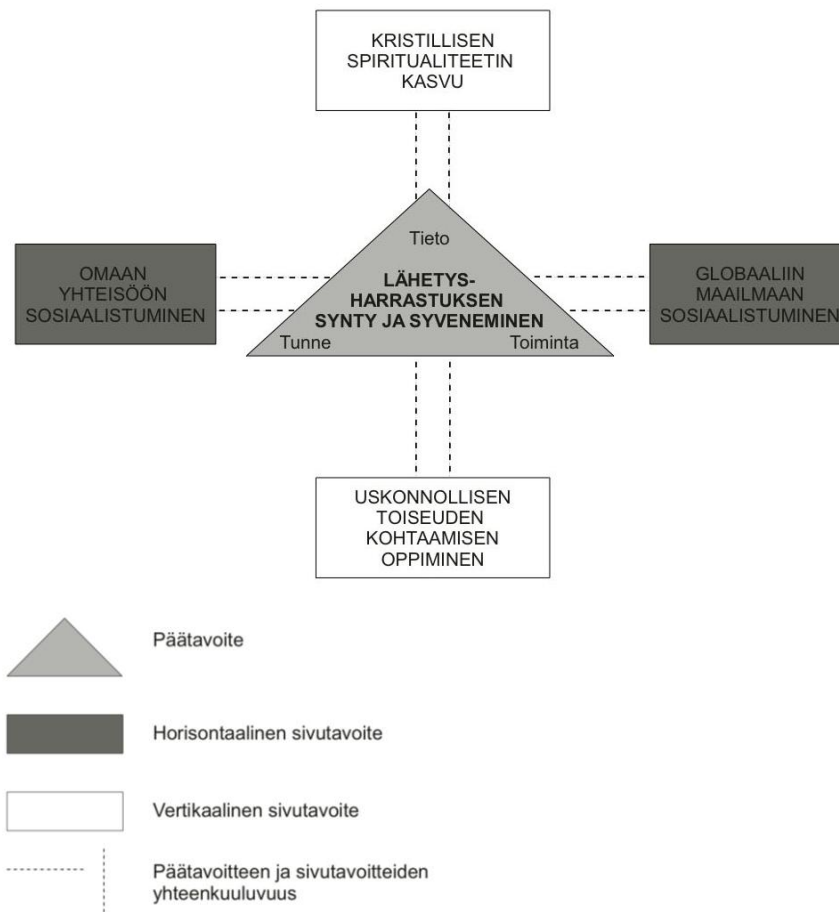 KRISTILLISEN
SPIRITUALITEETIN
KASVU
Tieto
OMAAN
YHTEISÖÖN
SOSIAALISTUMINEN
LÄHETYS-
HARRASTUKSEN
SYNTY JA SYVENEMINEN
GLOBAALIIN
MAAILMAAN
SOSIAALISTUMINEN
Tunne
Toiminta
USKONNOLLISEN
TOISEUDEN
KOHTAAMISEN
OPPIMINEN
Päätavoite
Horisontaalinen sivutavoite
Vertikaalinen sivutavoite
Päätavoitteen ja sivutavoitteiden
yhteenkuuluvuus